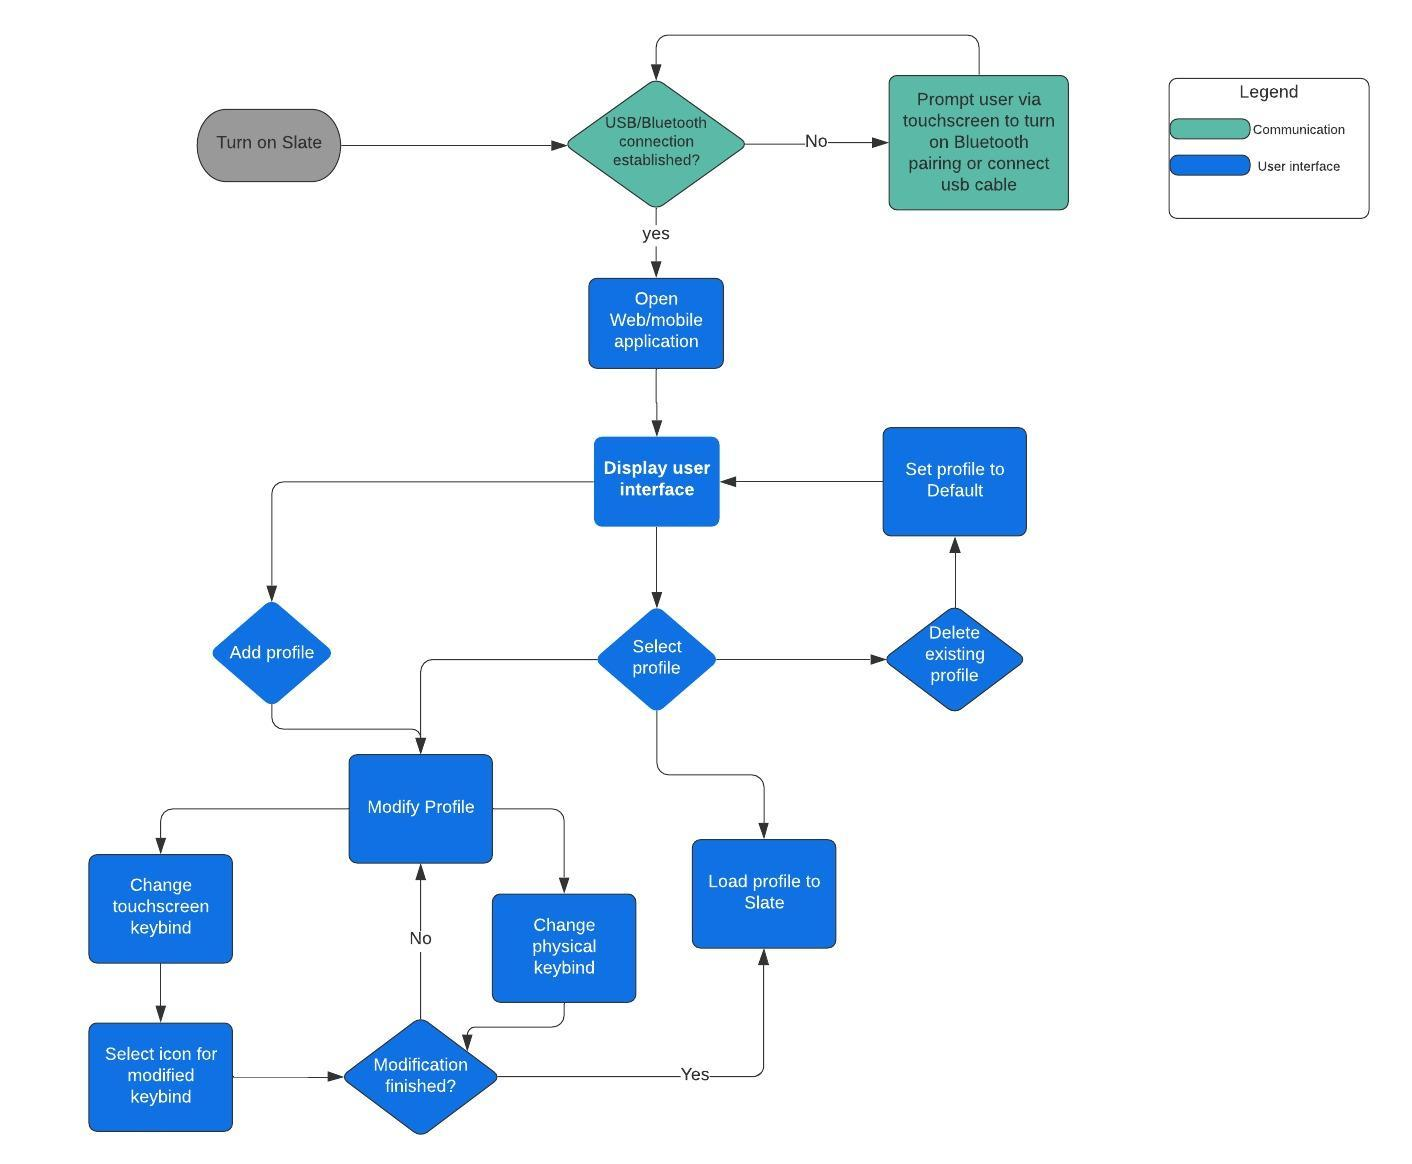 Turn on Slate
USB/Bluetooth
connection
established?
No
Prompt user via
touchscreen to turn
on Bluetooth
pairing or connect
usb cable
Legend
Communication
User interface
yes
Open
Web/mobile
application
Display user
interface
Set profile to
Default
Add profile
Select
profile
Delete
existing
profile
Modify Profile
Change
touchscreen
keybind
Change
physical
keybind
Load profile to
Slate
No
Select icon for
modified
keybind
Modification
finished?
Yes